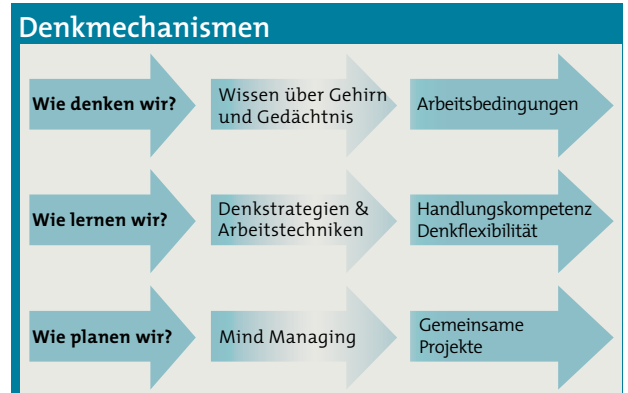 Denkmechanismen
Wie denken wir?
Wissen über Gehirn
und Gedächtnis
Arbeitsbedingungen
Wie lernen wir?
Denkstrategien &
Arbeitstechniken
Handlungskompetenz
Denkflexibilität
Wie planen wir?
Mind Managing
Gemeinsame
Projekte